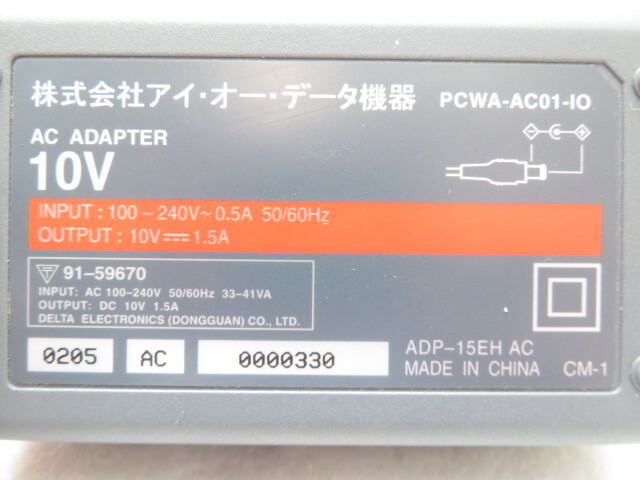 株式会社アイ・オー・データ機器 PCWA-AC01-IO
AC ADAPTER
10V
INPUT : 100 – 240V~ 0.5A 50/60Hz
OUTPUT : 10V⎓1.5A
91-59670
INPUT: AC 100-240V 50/60Hz 33-41VA
OUTPUT: DC 10V 1.5A
DELTA ELECTRONICS (DONGGUAN) CO., LTD.
0205 AC 0000330
ADP-15EH AC
MADE IN CHINA CM-1